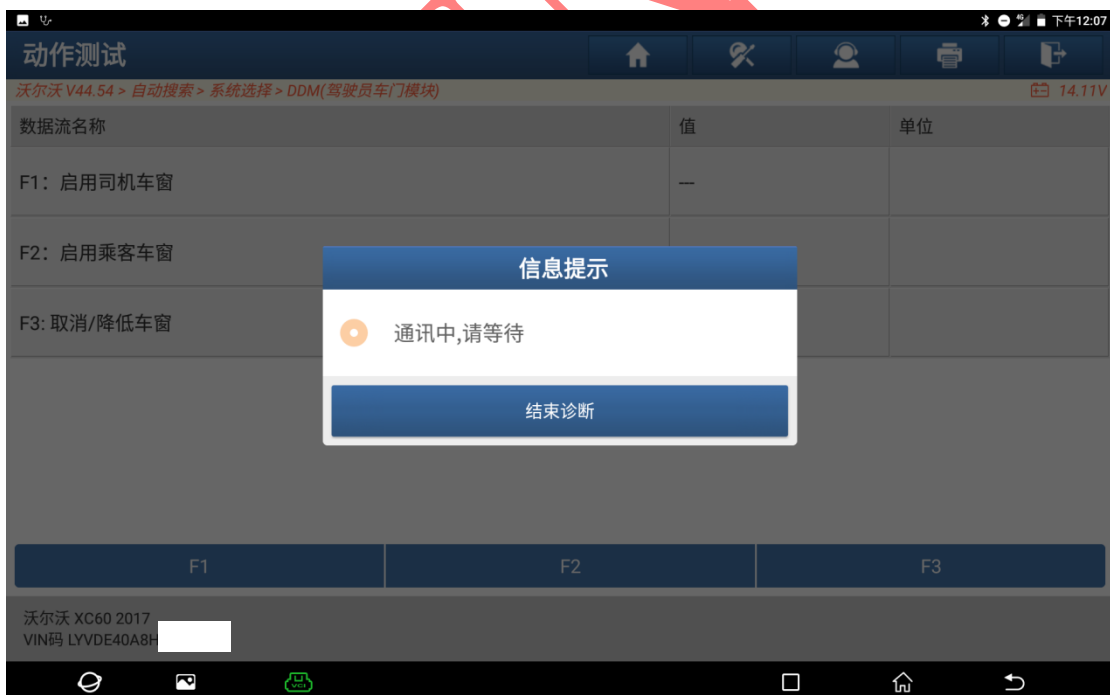 下午12:07
动作测试
沃尔沃 V44.54 > 自动搜索 > 系统选择 > DDM(驾驶员车门模块)
14.11V
数据流名称 值 单位
F1：启用司机车窗 ---
F2：启用乘客车窗
F3: 取消/降低车窗
信息提示
通讯中,请等待
结束诊断
F1 F2 F3
沃尔沃 XC60 2017
VIN码 LYVDE40A8H
VCI